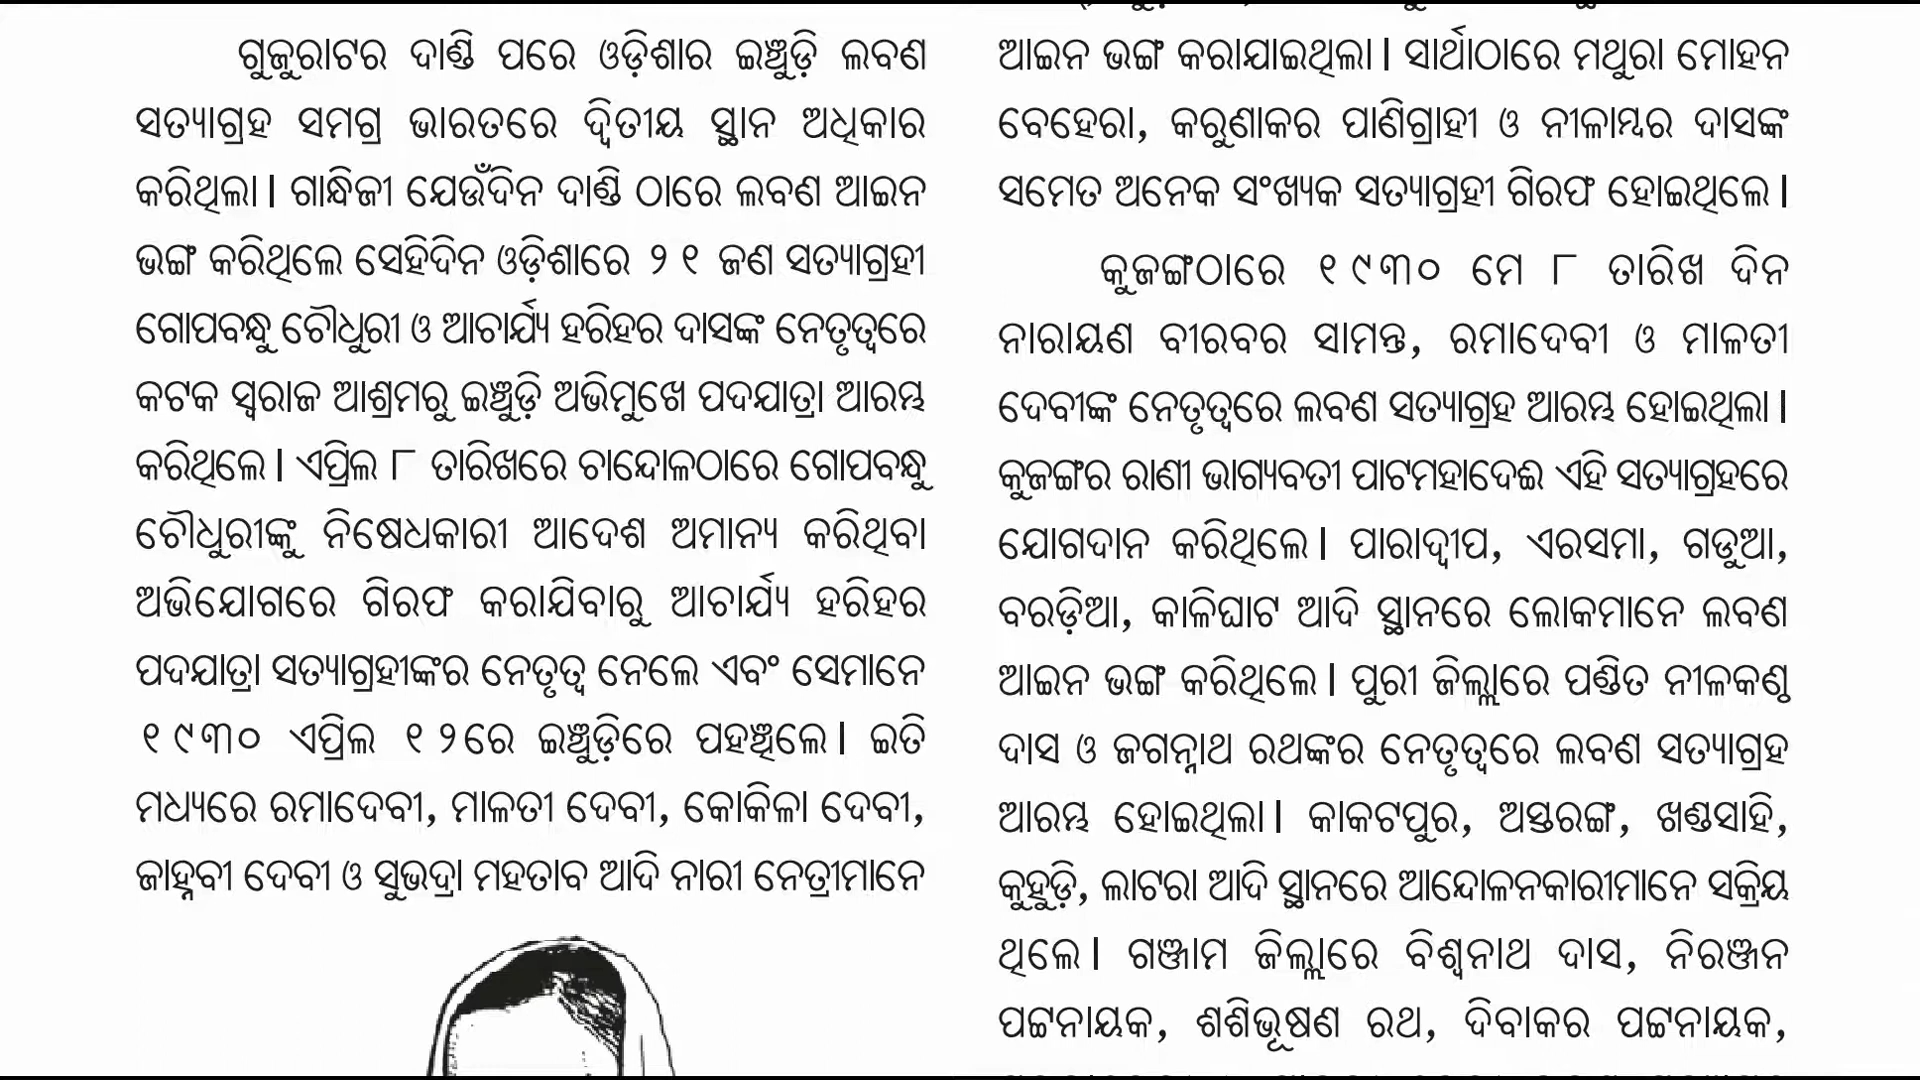 ଗୁଜୁରାଟର ଦାଣ୍ଡି ପରେ ଓଡ଼ିଶାର ଇଞ୍ଚୁଡ଼ି ଲବଣ
ସତ୍ୟାଗ୍ରହ ସମଗ୍ର ଭାରତରେ ଦ୍ୱିତୀୟ ସ୍ଥାନ ଅଧିକାର
କରିଥିଲା । ଗାନ୍ଧିଜୀ ଯେଉଁଦିନ ଦାଣ୍ଡି ଠାରେ ଲବଣ ଆଇନ
ଭଙ୍ଗ କରିଥିଲେ ସେହିଦିନ ଓଡ଼ିଶାରେ ୨୧ ଜଣ ସତ୍ୟାଗ୍ରହୀ
ଗୋପବନ୍ଧୁ ଚୌଧୁରୀ ଓ ଆଚାର୍ଯ୍ୟ ହରିହର ଦାସଙ୍କ ନେତୃତ୍ୱରେ
କଟକ ସ୍ୱରାଜ ଆଶ୍ରମରୁ ଇଞ୍ଚୁଡ଼ି ଅଭିମୁଖେ ପଦଯାତ୍ରା ଆରମ୍ଭ
କରିଥିଲେ । ଏପ୍ରିଲ ୮ ତାରିଖରେ ଚାନ୍ଦୋଳଠାରେ ଗୋପବନ୍ଧୁ
ଚୌଧୁରୀଙ୍କୁ ନିଷେଧକାରୀ ଆଦେଶ ଅମାନ୍ୟ କରିଥିବା
ଅଭିଯୋଗରେ ଗିରଫ କରାଯିବାରୁ ଆଚାର୍ଯ୍ୟ ହରିହର
ପଦଯାତ୍ରା ସତ୍ୟାଗ୍ରହୀଙ୍କର ନେତୃତ୍ୱ ନେଲେ ଏବଂ ସେମାନେ
୧୯୩୦ ଏପ୍ରିଲ ୧୨ରେ ଇଞ୍ଚୁଡ଼ିରେ ପହଞ୍ଚିଲେ । ଇତି
ମଧ୍ୟରେ ରମାଦେବୀ, ମାଳତୀ ଦେବୀ, କୋକିଳା ଦେବୀ,
ଜାହ୍ନବୀ ଦେବୀ ଓ ସୁଭଦ୍ରା ମହତାବ ଆଦି ନାରୀ ନେତ୍ରୀମାନେ
ଆଇନ ଭଙ୍ଗ କରାଯାଇଥିଲା । ସାର୍ଥାଠାରେ ମଥୁରା ମୋହନ
ବେହେରା, କରୁଣାକର ପାଣିଗ୍ରାହୀ ଓ ନୀଳାମ୍ବର ଦାସଙ୍କ
ସମେତ ଅନେକ ସଂଖ୍ୟକ ସତ୍ୟାଗ୍ରହୀ ଗିରଫ ହୋଇଥିଲେ ।
କୁଜଙ୍ଗଠାରେ ୧୯୩୦ ମେ ୮ ତାରିଖ ଦିନ
ନାରାୟଣ ବୀରବର ସାମନ୍ତ, ରମାଦେବୀ ଓ ମାଳତୀ
ଦେବୀଙ୍କ ନେତୃତ୍ୱରେ ଲବଣ ସତ୍ୟାଗ୍ରହ ଆରମ୍ଭ ହୋଇଥିଲା ।
କୁଜଙ୍ଗର ରାଣୀ ଭାଗ୍ୟବତୀ ପାଟମହାଦେଈ ଏହି ସତ୍ୟାଗ୍ରହରେ
ଯୋଗଦାନ କରିଥିଲେ । ପାରାଦ୍ୱୀପ, ଏରସମା, ଗଡୁଆ,
ବରଡ଼ିଆ, କାଳିଘାଟ ଆଦି ସ୍ଥାନରେ ଲୋକମାନେ ଲବଣ
ଆଇନ ଭଙ୍ଗ କରିଥିଲେ । ପୁରୀ ଜିଲ୍ଲାରେ ପଣ୍ଡିତ ନୀଳକଣ୍ଠ
ଦାସ ଓ ଜଗନ୍ନାଥ ରଥଙ୍କର ନେତୃତ୍ୱରେ ଲବଣ ସତ୍ୟାଗ୍ରହ
ଆରମ୍ଭ ହୋଇଥିଲା । କାକଟପୁର, ଅସ୍ତରଙ୍ଗ, ଖଣ୍ଡସାହି,
କୁହୁଡ଼ି, ଲାଟରା ଆଦି ସ୍ଥାନରେ ଆନ୍ଦୋଳନକାରୀମାନେ ସକ୍ରିୟ
ଥିଲେ । ଗଞ୍ଜାମ ଜିଲ୍ଲାରେ ବିଶ୍ୱନାଥ ଦାସ, ନିରଞ୍ଜନ
ପଟ୍ଟନାୟକ, ଶଶିଭୂଷଣ ରଥ, ଦିବାକର ପଟ୍ଟନାୟକ,